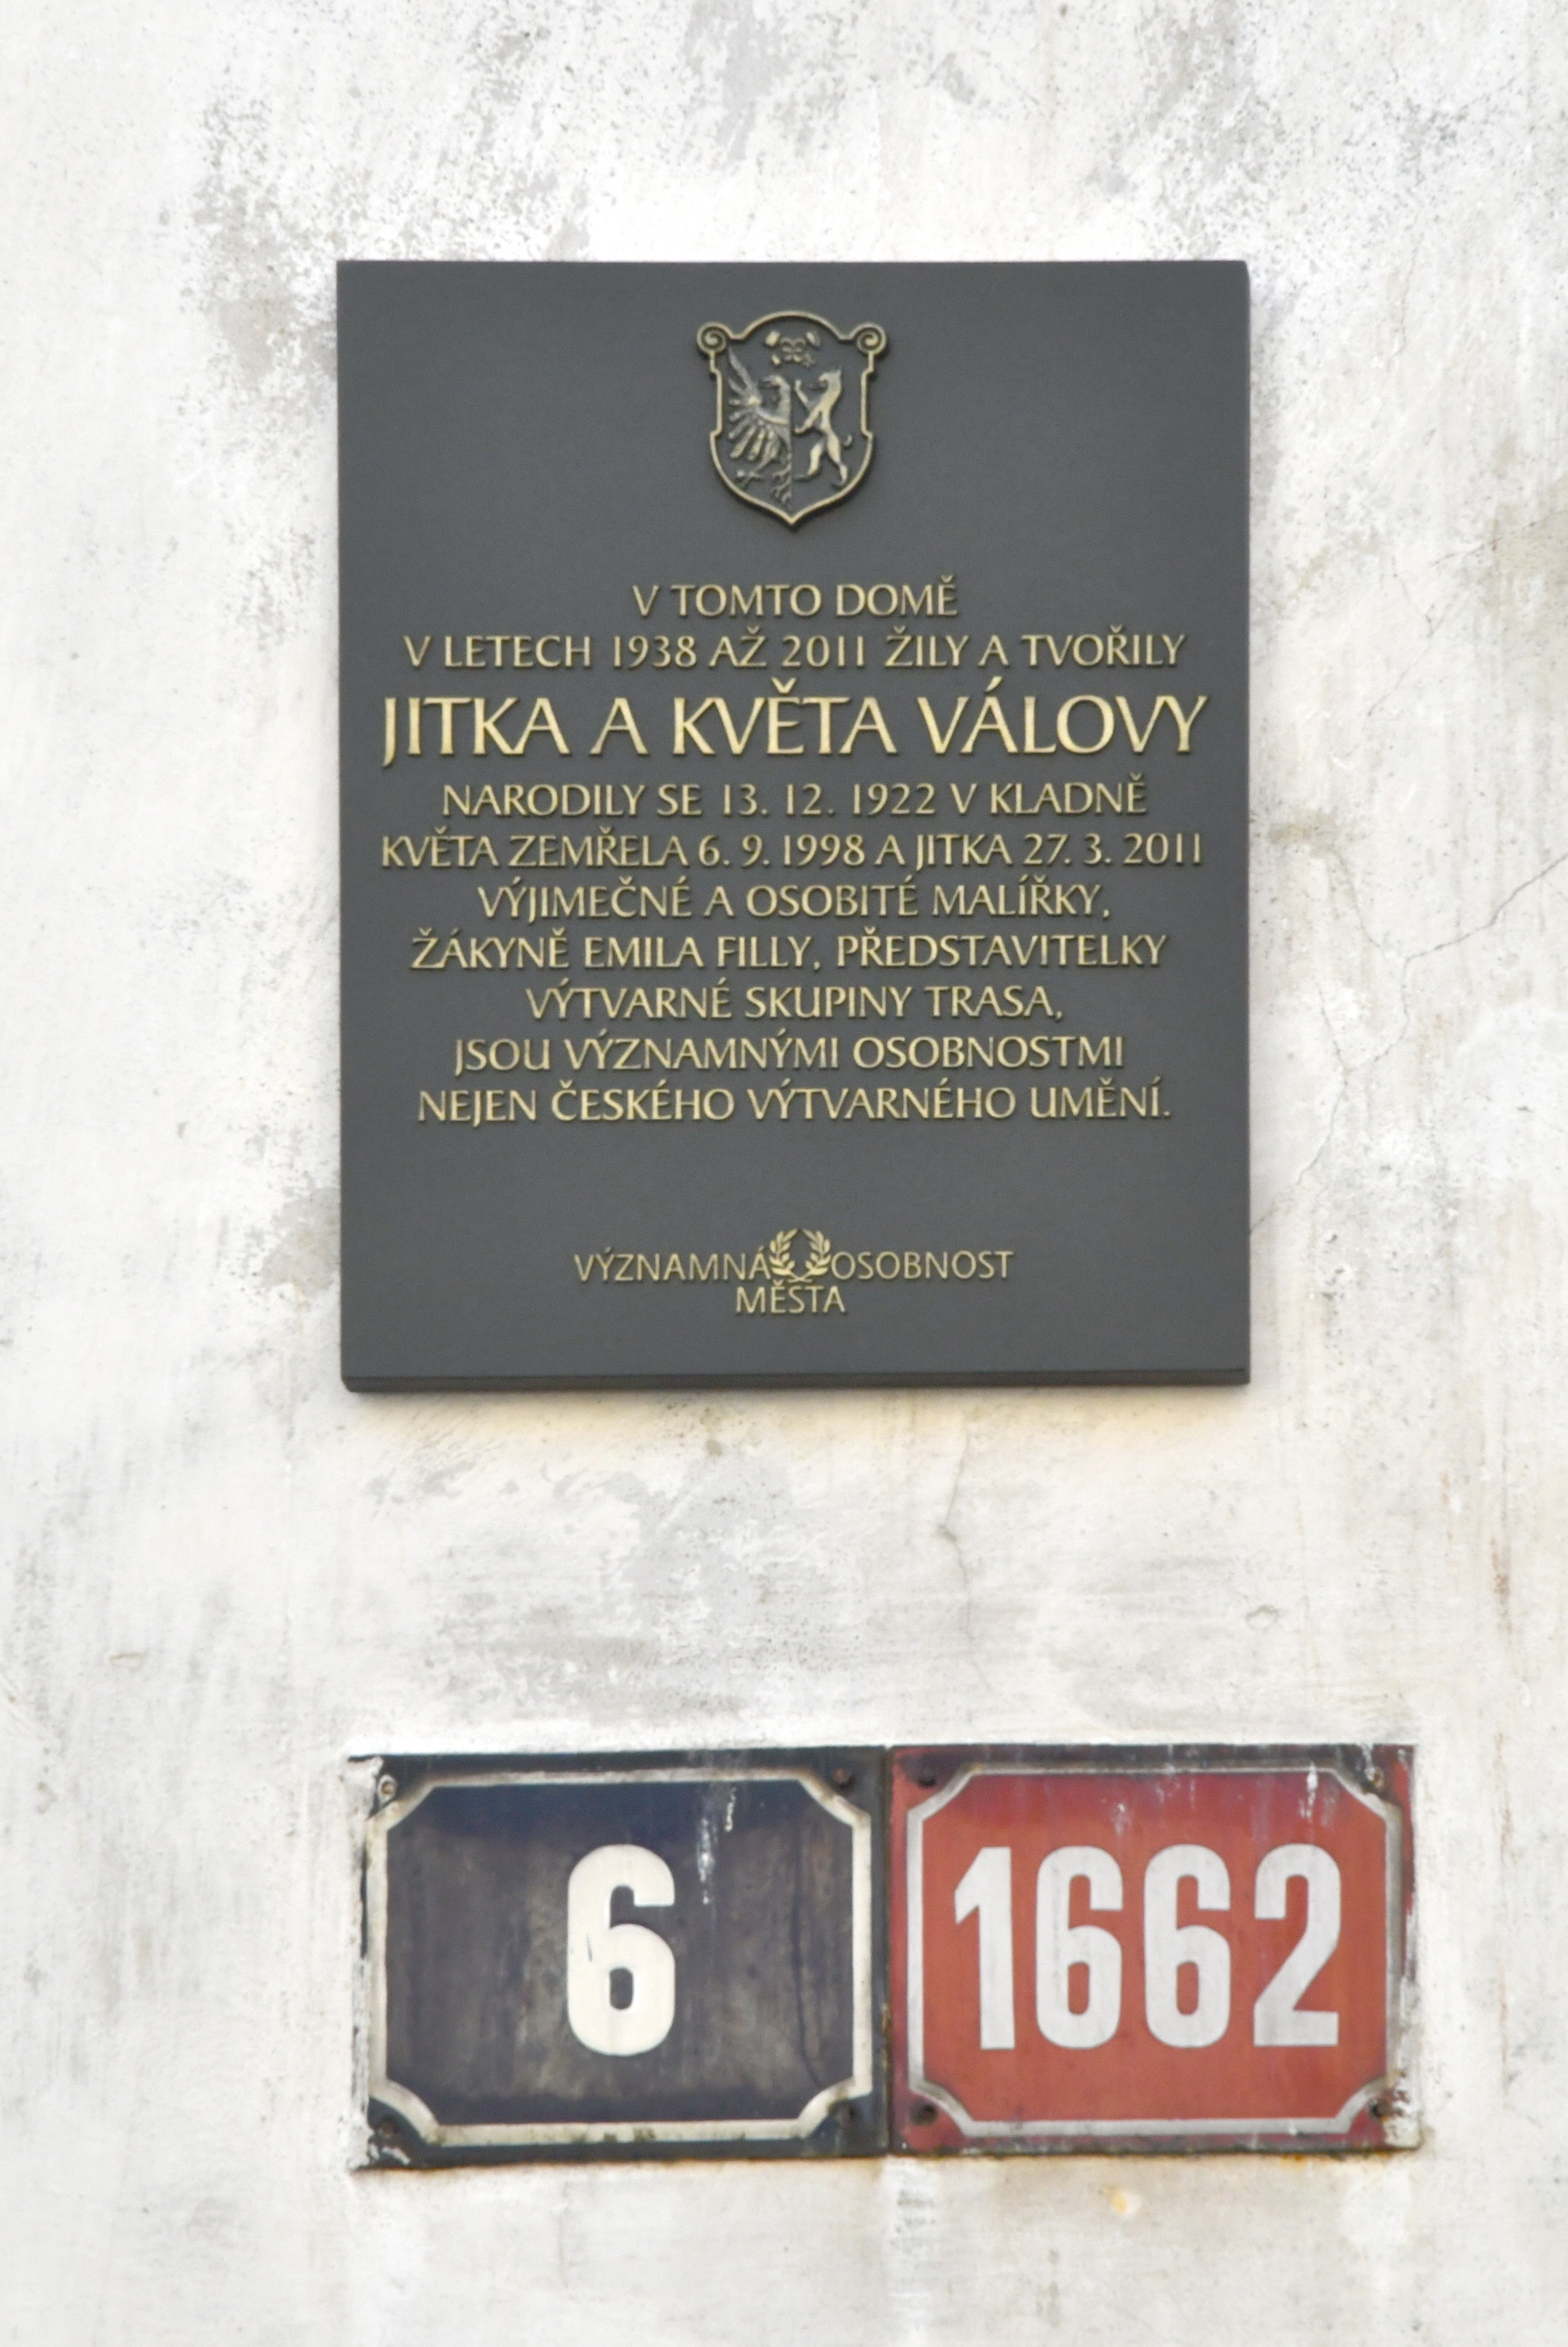 V TOMTO DOMĚ
V LETECH 1938 AŽ 2011 ŽILY A TVOŘILY
JITKA A KVĚTA VÁLOVY
NARODILY SE 13. 12. 1922 V KLADNĚ
KVĚTA ZEMŘELA 6. 9. 1998 A JITKA 27. 3. 2011
VÝJIMEČNÉ A OSOBITÉ MALÍŘKY,
ŽÁKYNĚ EMILA FILLY, PŘEDSTAVITELKY
VÝTVARNÉ SKUPINY TRASA,
JSOU VÝZNAMNÝMI OSOBNOSTMI
NEJEN ČESKÉHO VÝTVARNÉHO UMĚNÍ.
VÝZNAMNÁ OSOBNOST
MĚSTA
6 1662